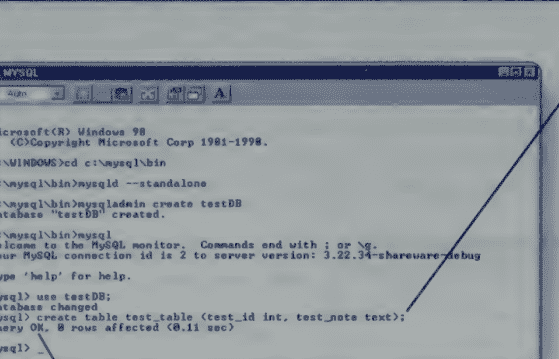 MYSQL
Auto
A
icrosoft(R) Windows 98
(C)Copyright Microsoft Corp 1981-1998.
:\WINDOWS>cd c:\mysql\bin
:\mysql\bin>mysqld --standalone
:\mysql\bin>mysqladmin create testDB
atabase "testDB" created.
:\mysql\bin>mysql
elcome to the MySQL monitor. Commands end with ; or \g.
our MySQL connection id is 2 to server version: 3.22.34-shareware-debug
ype 'help' for help.
ysql> use testDB;
atabase changed
ysql> create table test_table (test_id int, test_note text);
uery OK, 0 rows affected (0.11 sec)
ysql> _